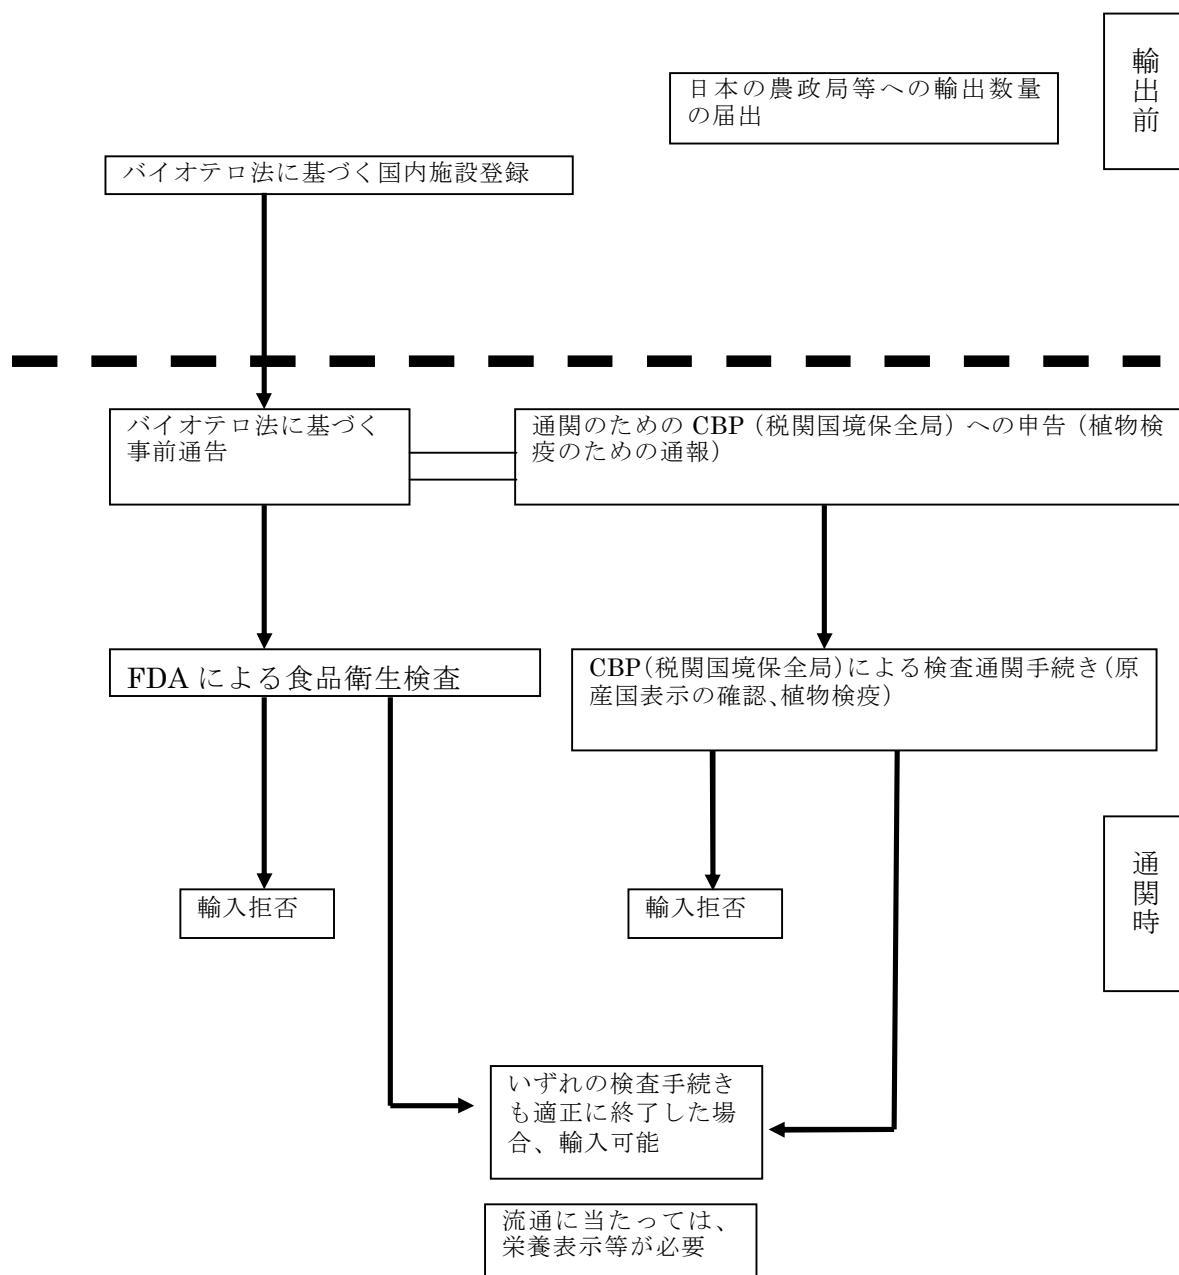 輸出前
日本の農政局等への輸出数量
の届出
バイオテロ法に基づく国内施設登録
バイオテロ法に基づく
事前通告
通関のための CBP（税関国境保全局）への申告（植物検
疫のための通報）
FDA による食品衛生検査
CBP（税関国境保全局）による検査通関手続き（原
産国表示の確認、植物検疫）
通関時
輸入拒否
輸入拒否
いずれの検査手続き
も適正に終了した場
合、輸入可能
流通に当たっては、
栄養表示等が必要